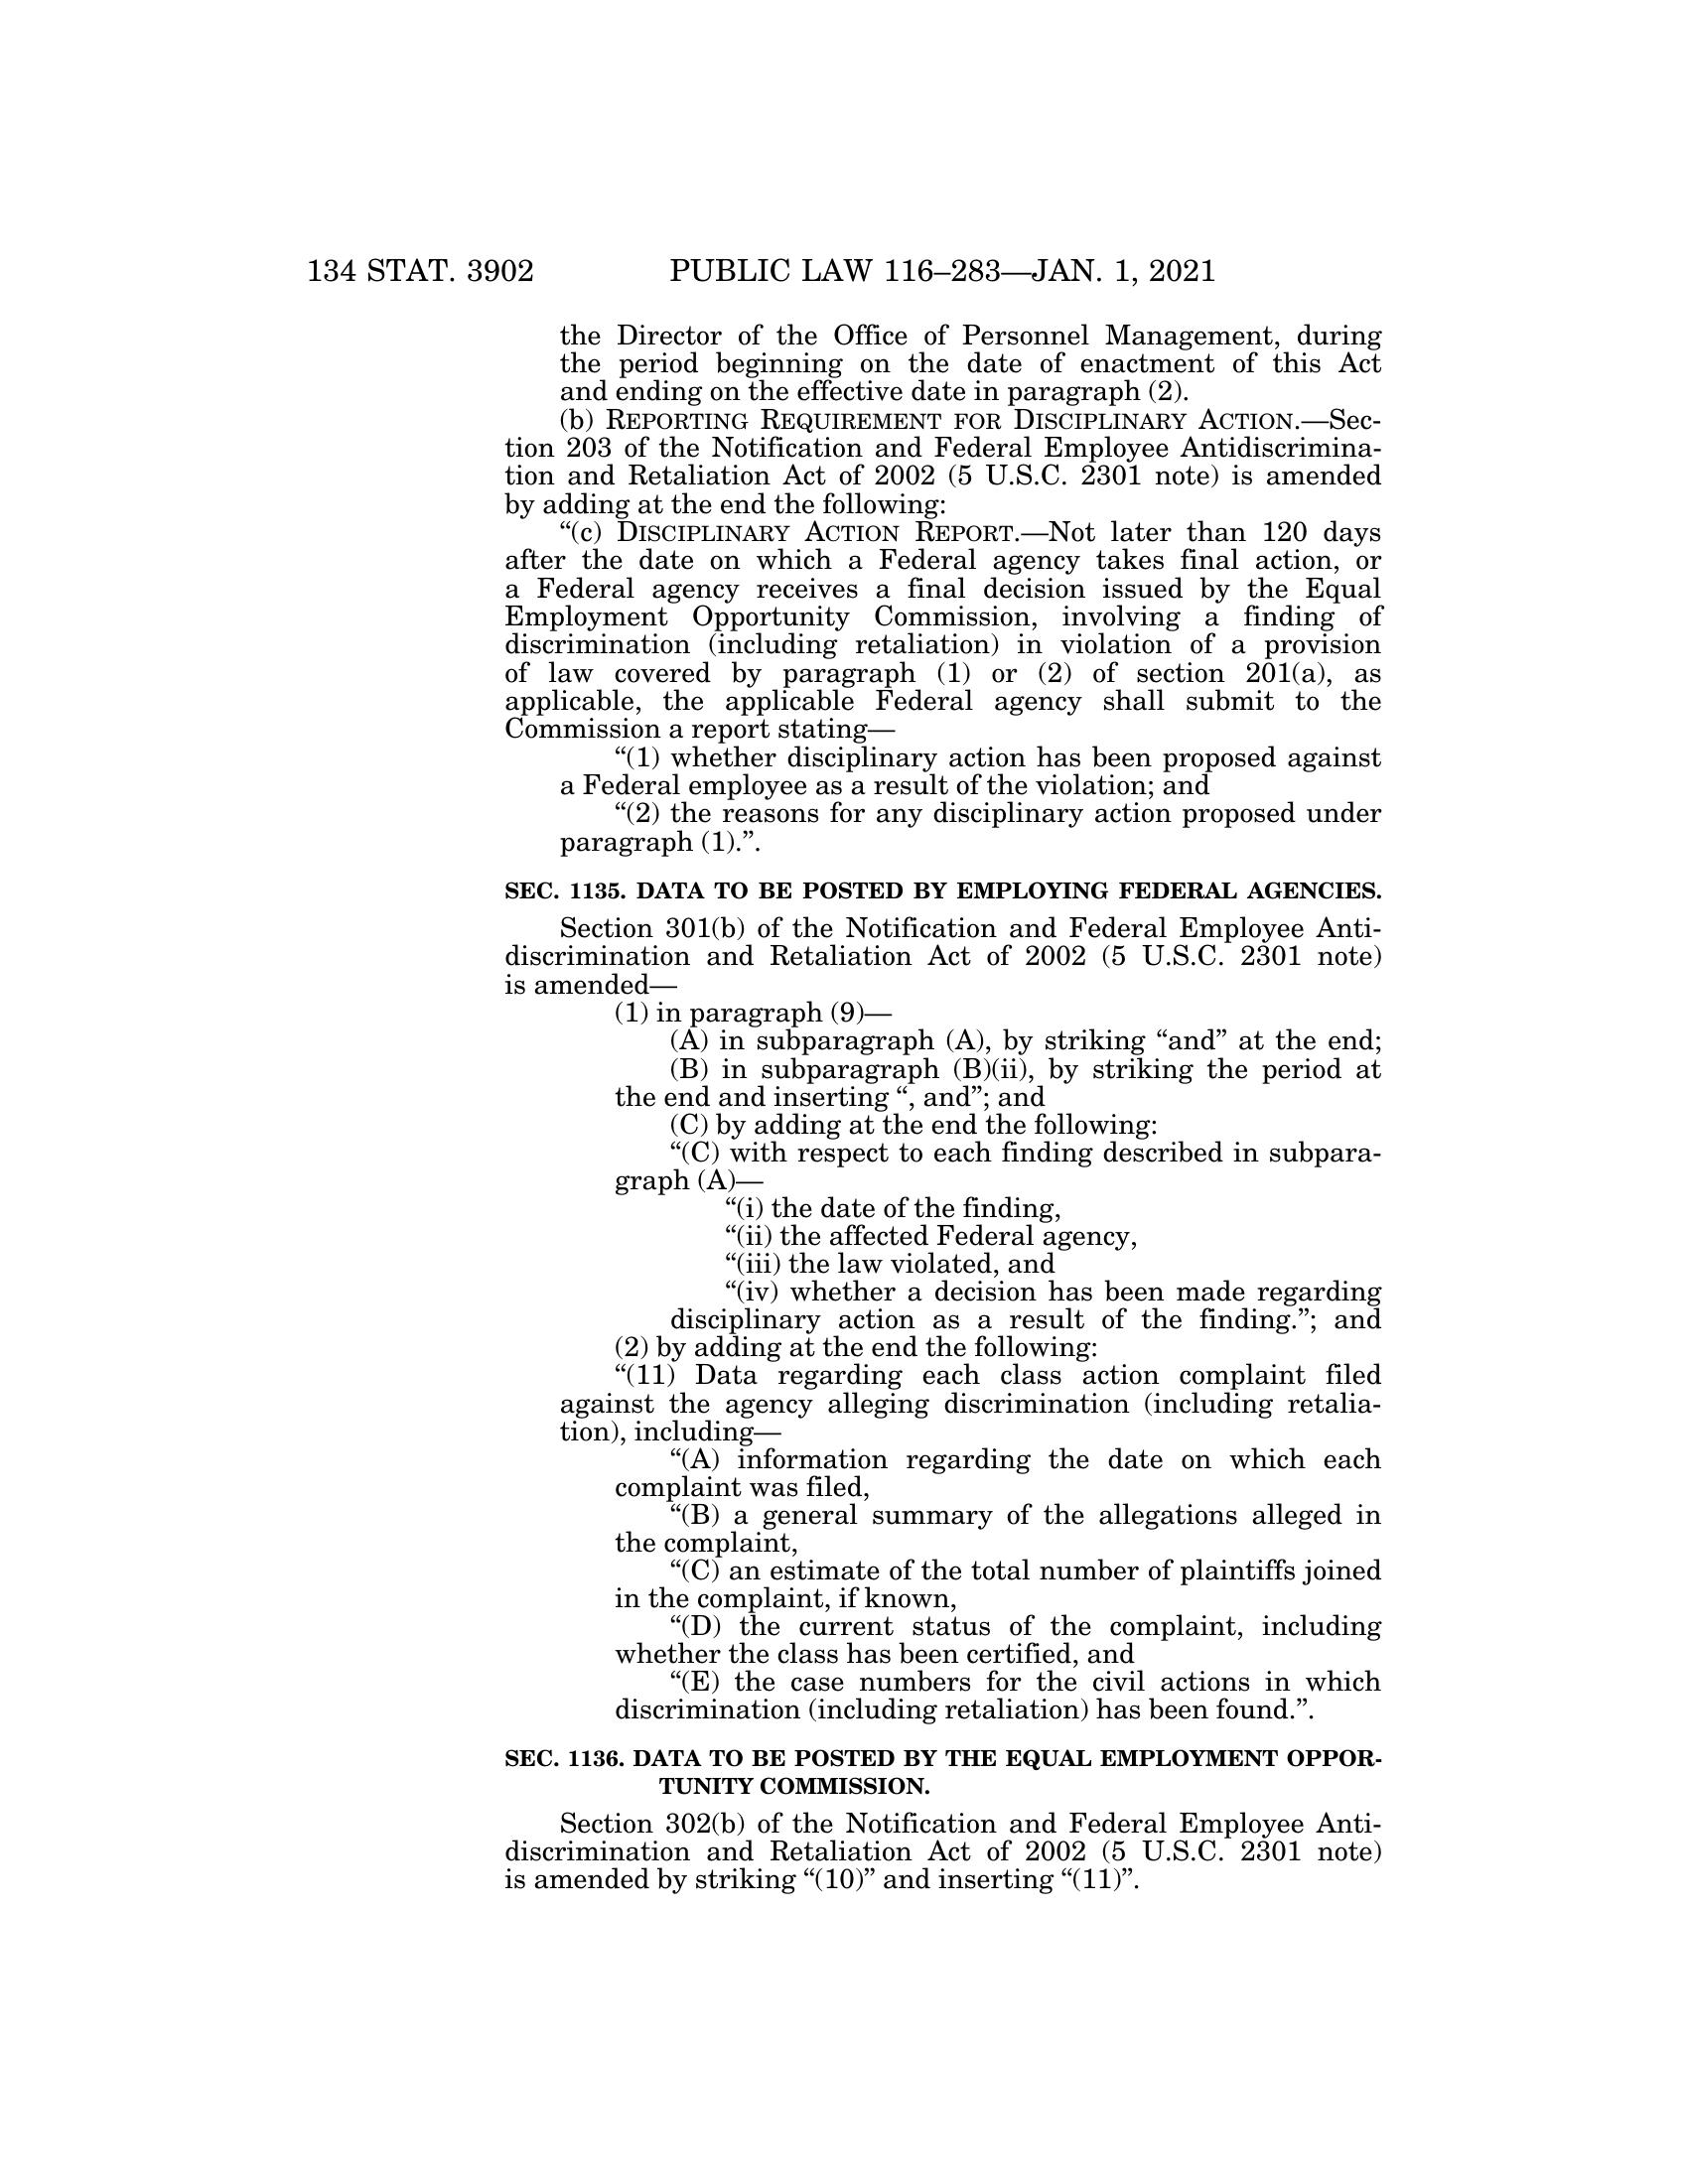 134 STAT. 3902 PUBLIC LAW 116–283—JAN. 1, 2021
the Director of the Office of Personnel Management, during
the period beginning on the date of enactment of this Act
and ending on the effective date in paragraph (2).
(b) REPORTING REQUIREMENT FOR DISCIPLINARY ACTION.—Sec-
tion 203 of the Notification and Federal Employee Antidiscrimina-
tion and Retaliation Act of 2002 (5 U.S.C. 2301 note) is amended
by adding at the end the following:
“(c) DISCIPLINARY ACTION REPORT.—Not later than 120 days
after the date on which a Federal agency takes final action, or
a Federal agency receives a final decision issued by the Equal
Employment Opportunity Commission, involving a finding of
discrimination (including retaliation) in violation of a provision
of law covered by paragraph (1) or (2) of section 201(a), as
applicable, the applicable Federal agency shall submit to the
Commission a report stating—
“(1) whether disciplinary action has been proposed against
a Federal employee as a result of the violation; and
“(2) the reasons for any disciplinary action proposed under
paragraph (1).”.
SEC. 1135. DATA TO BE POSTED BY EMPLOYING FEDERAL AGENCIES.
Section 301(b) of the Notification and Federal Employee Anti-
discrimination and Retaliation Act of 2002 (5 U.S.C. 2301 note)
is amended—
(1) in paragraph (9)—
(A) in subparagraph (A), by striking “and” at the end;
(B) in subparagraph (B)(ii), by striking the period at
the end and inserting “, and”; and
(C) by adding at the end the following:
“(C) with respect to each finding described in subpara-
graph (A)—
“(i) the date of the finding,
“(ii) the affected Federal agency,
“(iii) the law violated, and
“(iv) whether a decision has been made regarding
disciplinary action as a result of the finding.”; and
(2) by adding at the end the following:
“(11) Data regarding each class action complaint filed
against the agency alleging discrimination (including retalia-
tion), including—
“(A) information regarding the date on which each
complaint was filed,
“(B) a general summary of the allegations alleged in
the complaint,
“(C) an estimate of the total number of plaintiffs joined
in the complaint, if known,
“(D) the current status of the complaint, including
whether the class has been certified, and
“(E) the case numbers for the civil actions in which
discrimination (including retaliation) has been found.”.
SEC. 1136. DATA TO BE POSTED BY THE EQUAL EMPLOYMENT OPPOR-
TUNITY COMMISSION.
Section 302(b) of the Notification and Federal Employee Anti-
discrimination and Retaliation Act of 2002 (5 U.S.C. 2301 note)
is amended by striking “(10)” and inserting “(11)”.